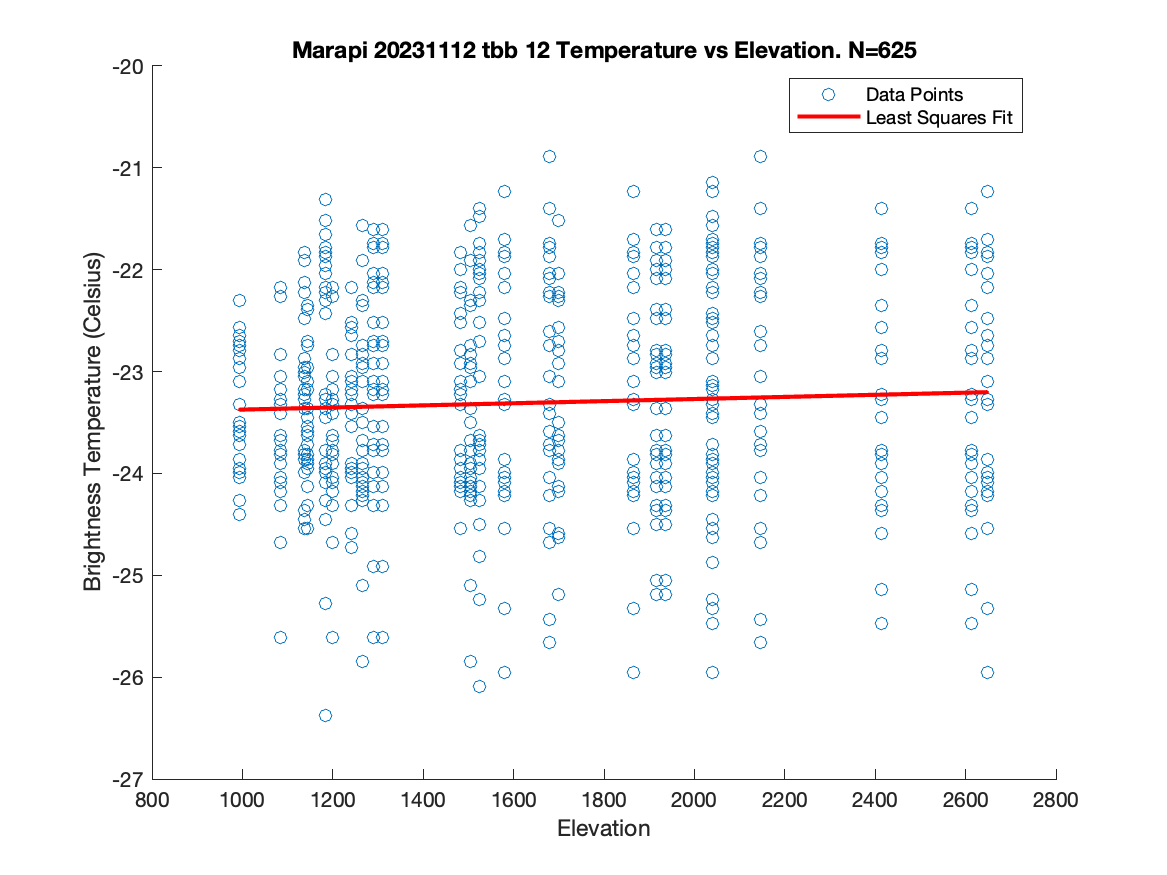 Marapi 20231112 tbb 12 Temperature vs Elevation. N=625
Data Points
Least Squares Fit
Brightness Temperature (Celsius)
-20
-21
-22
-23
-24
-25
-26
-27
800 1000 1200 1400 1600 1800 2000 2200 2400 2600 2800
Elevation